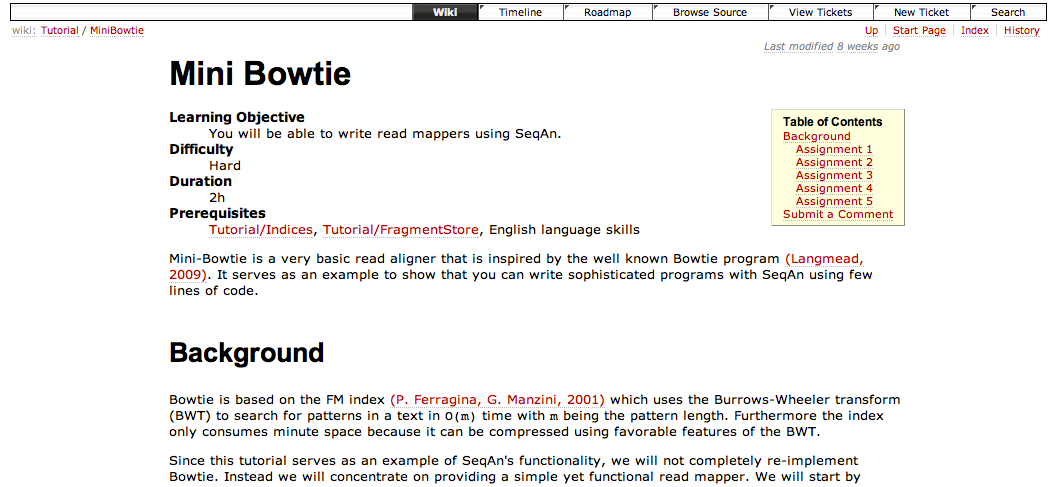 Wiki Timeline Roadmap Browse Source View Tickets New Ticket Search
wiki: Tutorial / MiniBowtie
Up Start Page Index History
Last modified 8 weeks ago
Mini Bowtie
Learning Objective
You will be able to write read mappers using SeqAn.
Difficulty
Hard
Duration
2h
Prerequisites
Tutorial/Indices, Tutorial/FragmentStore, English language skills
Table of Contents
Background
Assignment 1
Assignment 2
Assignment 3
Assignment 4
Assignment 5
Submit a Comment
Mini-Bowtie is a very basic read aligner that is inspired by the well known Bowtie program (Langmead,
2009). It serves as an example to show that you can write sophisticated programs with SeqAn using few
lines of code.
Background
Bowtie is based on the FM index (P. Ferragina, G. Manzini, 2001) which uses the Burrows-Wheeler transform
(BWT) to search for patterns in a text in O(m) time with m being the pattern length. Furthermore the index
only consumes minute space because it can be compressed using favorable features of the BWT.
Since this tutorial serves as an example of SeqAn's functionality, we will not completely re-implement
Bowtie. Instead we will concentrate on providing a simple yet functional read mapper. We will start by